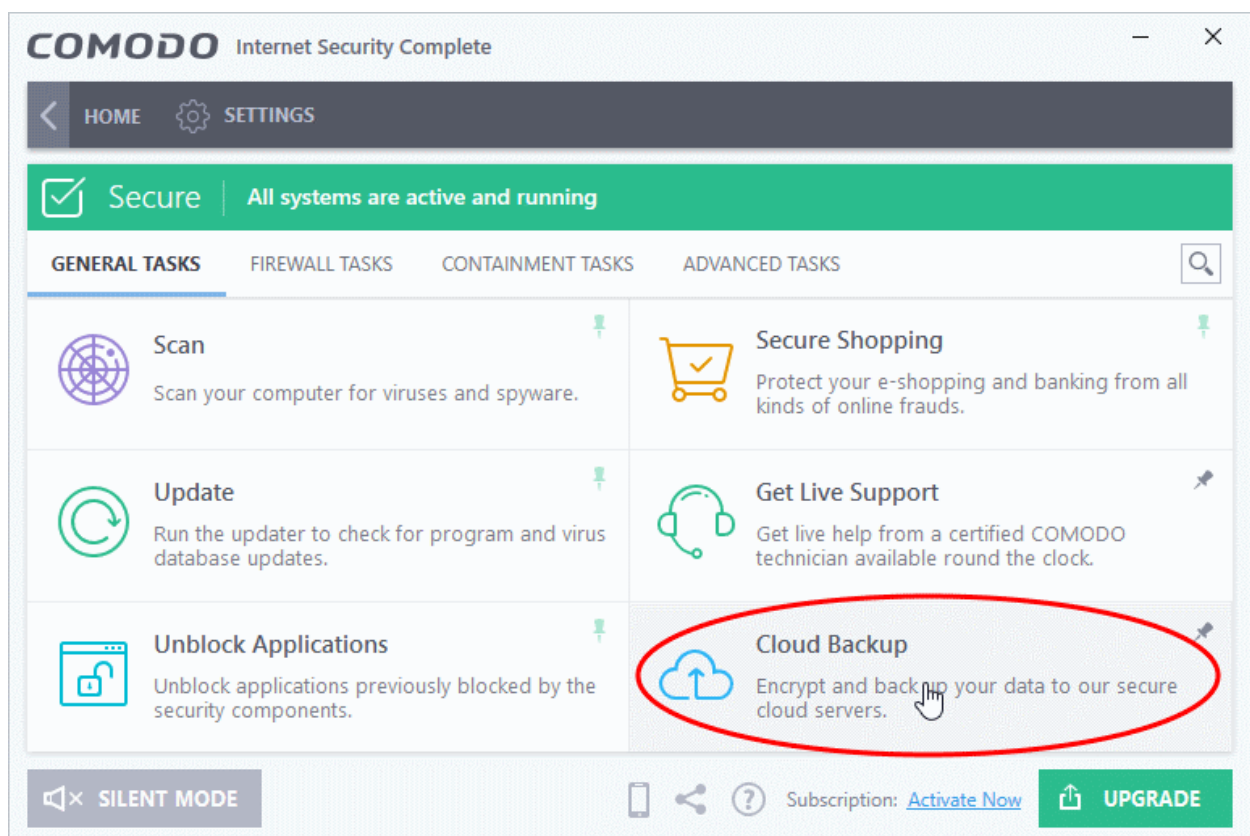 COMODO Internet Security Complete
HOME SETTINGS
Secure All systems are active and running
GENERAL TASKS FIREWALL TASKS CONTAINMENT TASKS ADVANCED TASKS
Scan
Scan your computer for viruses and spyware.
Secure Shopping
Protect your e-shopping and banking from all
kinds of online frauds.
Update
Run the updater to check for program and virus
database updates.
Get Live Support
Get live help from a certified COMODO
technician available round the clock.
Unblock Applications
Unblock applications previously blocked by the
security components.
Cloud Backup
Encrypt and back up your data to our secure
cloud servers.
SILENT MODE ? Subscription: Activate Now UPGRADE